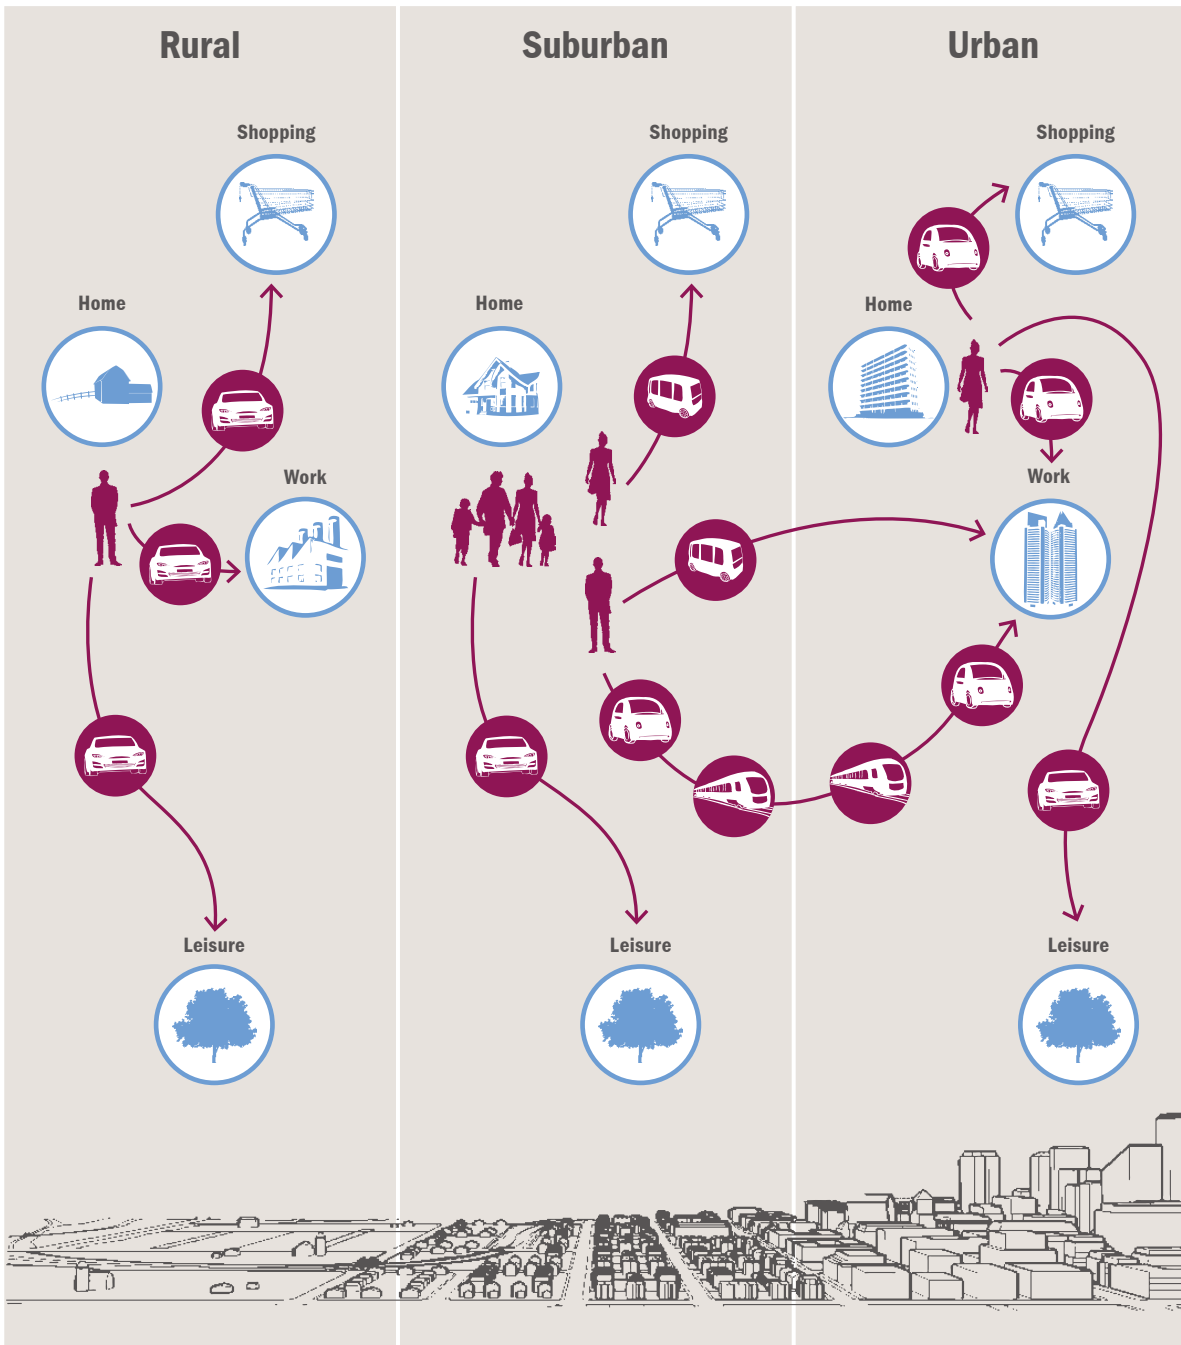 Rural
Suburban
Urban
Shopping
Home
Work
Leisure
Shopping
Home
Leisure
Shopping
Home
Work
Leisure